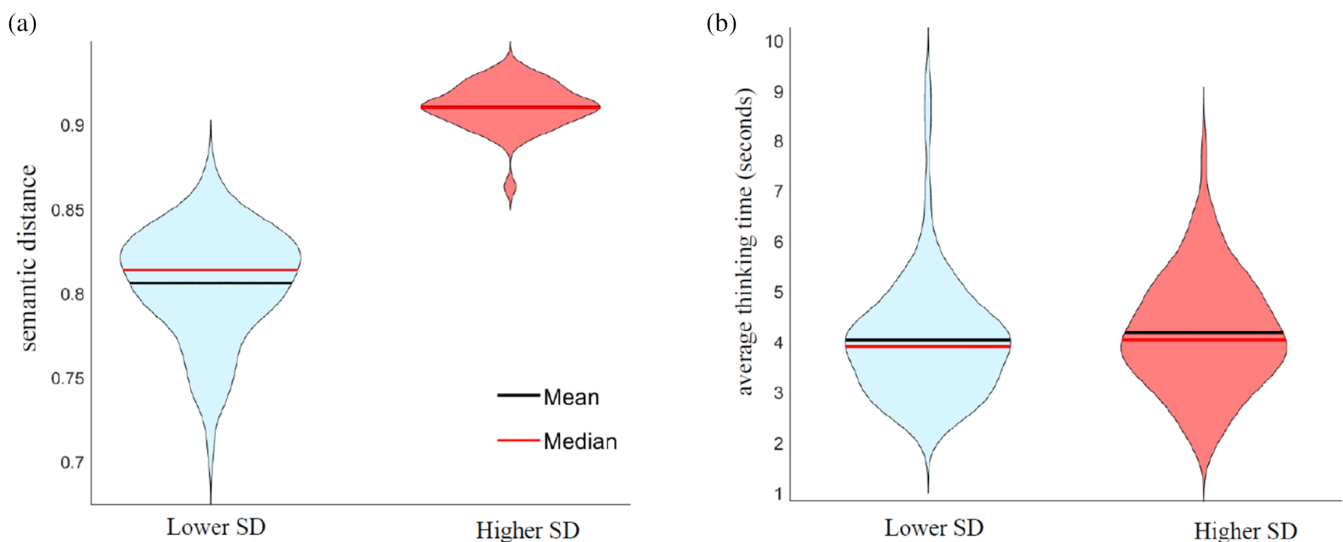 (a)
semantic distance
0.9
0.85
0.8
0.75
0.7
Mean
Median
Lower SD
Higher SD
(b)
average thinking time (seconds)
10
9
8
7
6
5
4
3
2
1
Lower SD
Higher SD